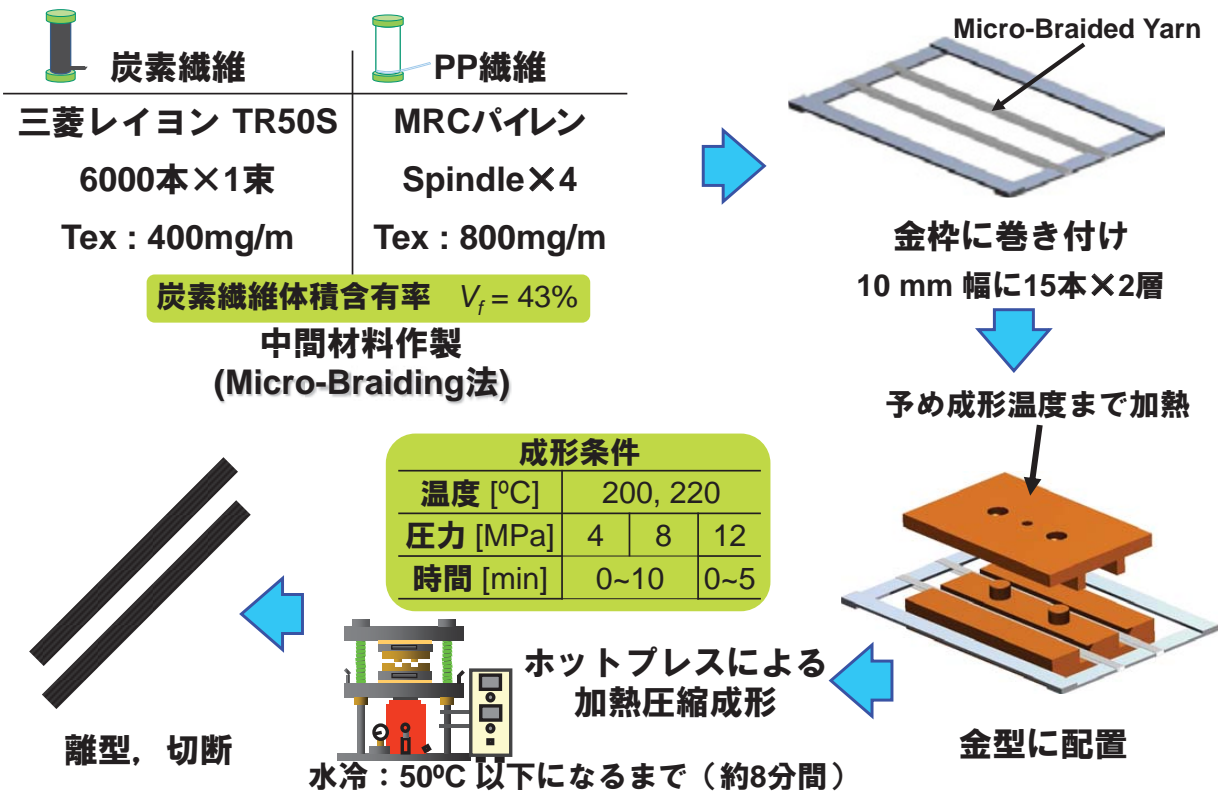 炭素繊維
PP繊維
三菱レイヨン TR50S
MRCパイレン
6000本×1束
Spindle×4
Tex : 400mg/m
Tex : 800mg/m
炭素繊維体積含有率 Vf = 43%
中間材料作製
(Micro-Braiding法)
Micro-Braided Yarn
金枠に巻き付け
10 mm 幅に15本×2層
予め成形温度まで加熱
金型に配置
成形条件
温度 [ºC] 200, 220
圧力 [MPa] 4 8 12
時間 [min] 0~10 0~5
ホットプレスによる
加熱圧縮成形
水冷：50ºC 以下になるまで（約8分間）
離型，切断